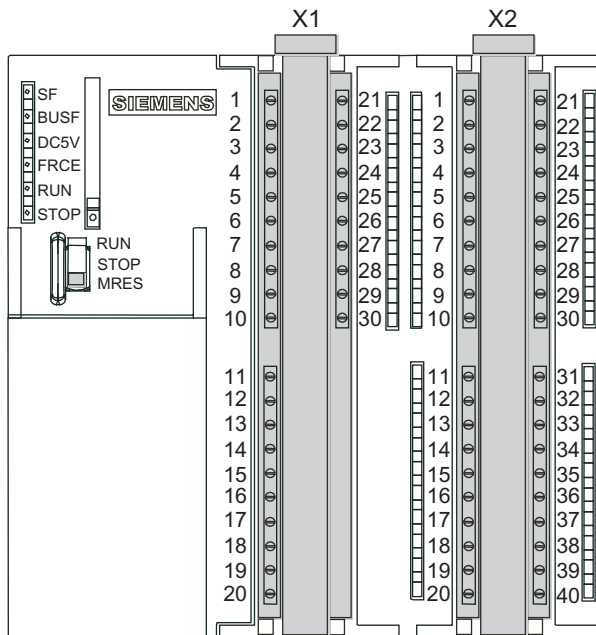 X1 X2
SF
BUSF
DC5V
FRCE
RUN
STOP
SIEMENS
RUN
STOP
MRES
1 21 1 21
2 22 2 22
3 23 3 23
4 24 4 24
5 25 5 25
6 26 6 26
7 27 7 27
8 28 8 28
9 29 9 29
10 30 10 30
11 11 31
12 12 32
13 13 33
14 14 34
15 15 35
16 16 36
17 17 37
18 18 38
19 19 39
20 20 40